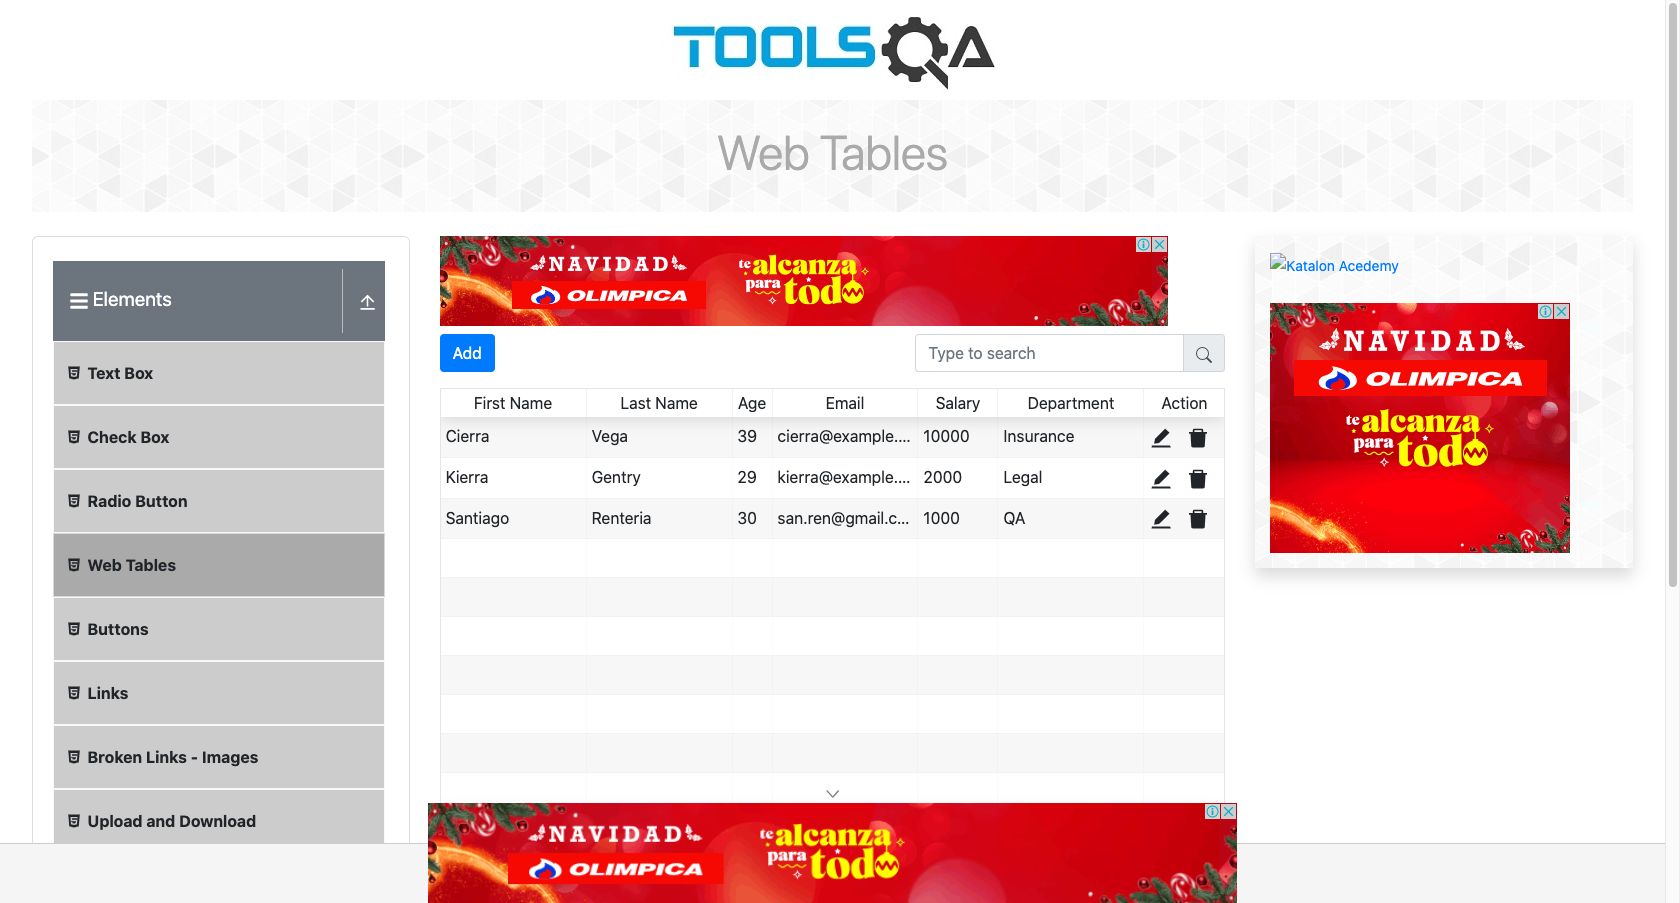 TOOLSQA
Web Tables
Elements
Text Box
Check Box
Radio Button
Web Tables
Buttons
Links
Broken Links - Images
Upload and Download
NAVIDAD
OLIMPICA
te alcanza
para todo
Add
Type to search
First Name Last Name Age Email Salary Department Action
Cierra Vega 39 cierra@example.... 10000 Insurance
Kierra Gentry 29 kierra@example.... 2000 Legal
Santiago Renteria 30 san.ren@gmail.c... 1000 QA
Katalon Acedemy
NAVIDAD
OLIMPICA
te alcanza
para todo
NAVIDAD
OLIMPICA
te alcanza
para todo